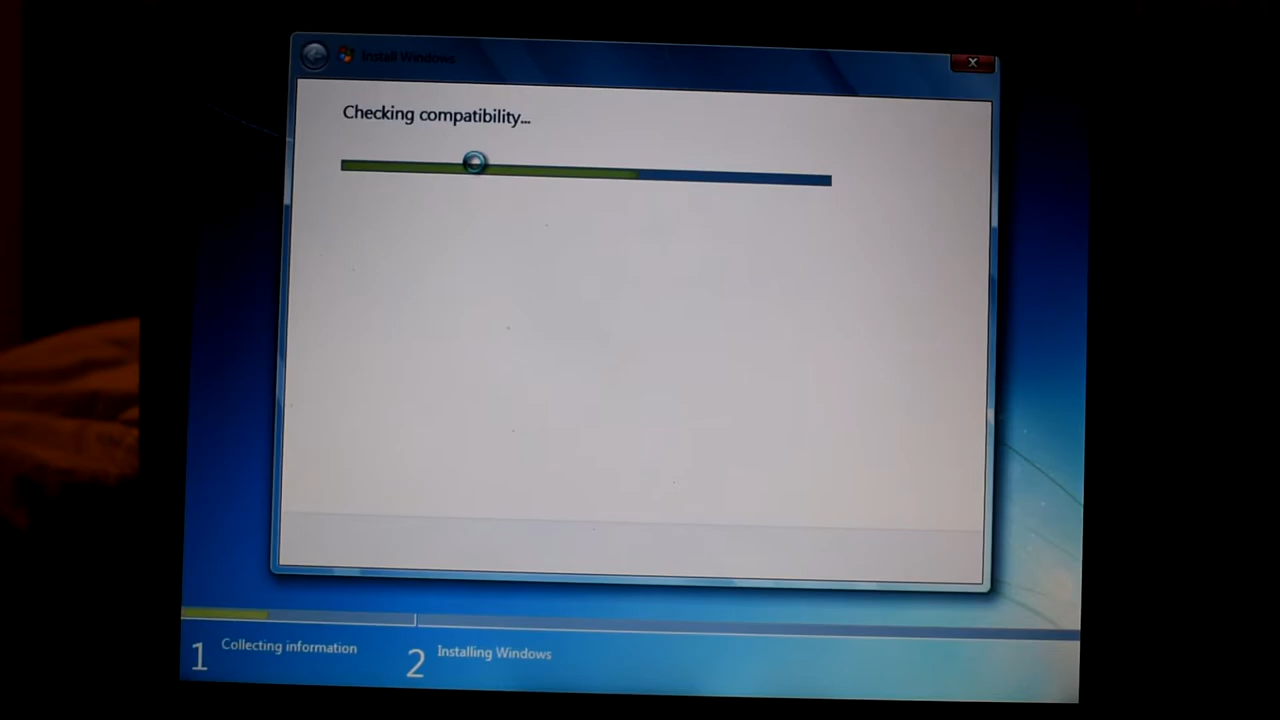 Install Windows
Checking compatibility...
1 Collecting information
2 Installing Windows